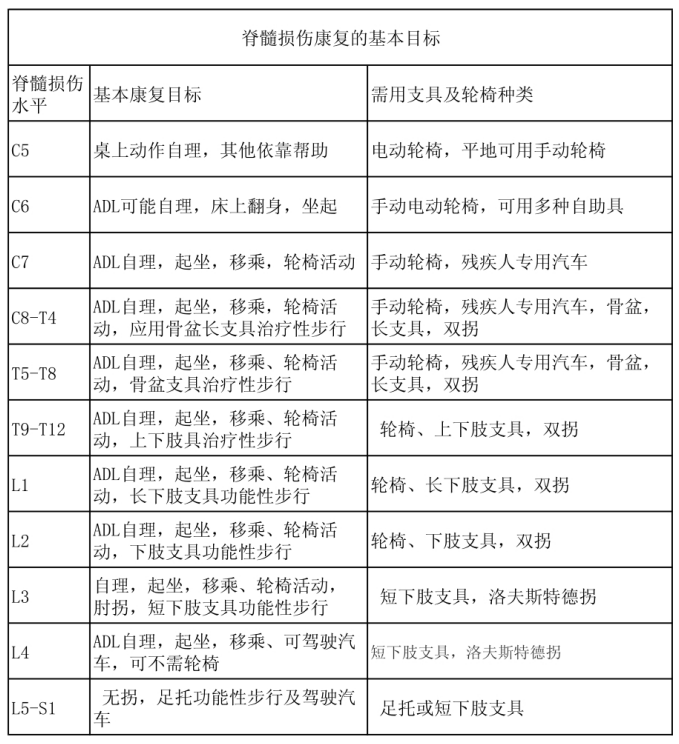 脊髓损伤康复的基本目标
脊髓损伤
水平
基本康复目标
需用支具及轮椅种类
C5
桌上动作自理，其他依靠帮助
电动轮椅，平地可用手动轮椅
C6
ADL可能自理，床上翻身，坐起
手动电动轮椅，可用多种自助具
C7
ADL自理，起坐，移乘，轮椅活动
手动轮椅，残疾人专用汽车
C8-T4
ADL自理，起坐，移乘，轮椅活
动，应用骨盆长支具治疗性步行
手动轮椅，残疾人专用汽车，骨盆，
长支具，双拐
T5-T8
ADL自理，起坐，移乘、轮椅活
动，骨盆支具治疗性步行
手动轮椅，残疾人专用汽车，骨盆，
长支具，双拐
T9-T12
ADL自理，起坐，移乘、轮椅活
动，上下肢具治疗性步行
轮椅、上下肢支具，双拐
L1
ADL自理，起坐，移乘、轮椅活
动，长下肢支具功能性步行
轮椅、长下肢支具，双拐
L2
ADL自理，起坐，移乘、轮椅活
动，下肢支具功能性步行
轮椅、下肢支具，双拐
L3
自理，起坐，移乘、轮椅活动，
肘拐，短下肢支具功能性步行
短下肢支具，洛夫斯特德拐
L4
ADL自理，起坐，移乘、可驾驶汽
车，可不需轮椅
短下肢支具，洛夫斯特德拐
L5-S1
无拐，足托功能性步行及驾驶汽
车
足托或短下肢支具